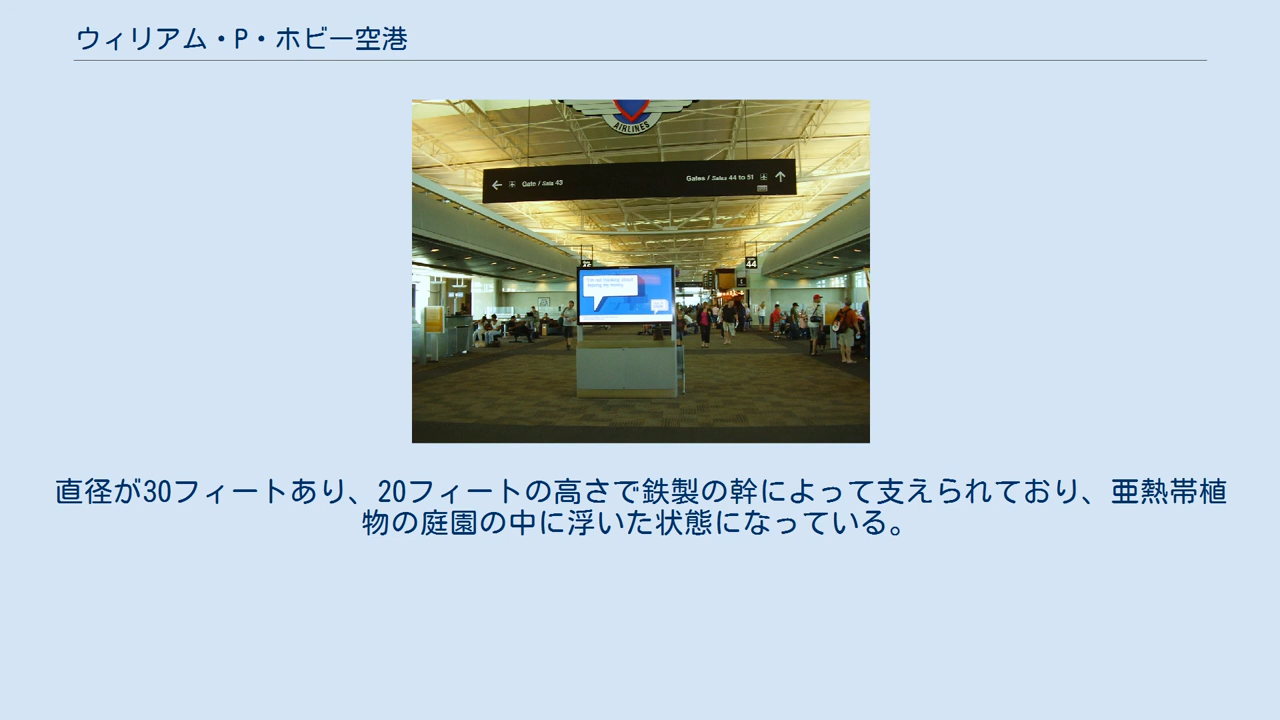 ウィリアム・P・ホビー空港
AIRLINES
← Gate / Sala 43
Gates / Salas 44 to 51 ↑
44
直径が30フィートあり、20フィートの高さで鉄製の幹によって支えられており、亜熱帯植
物の庭園の中に浮いた状態になっている。